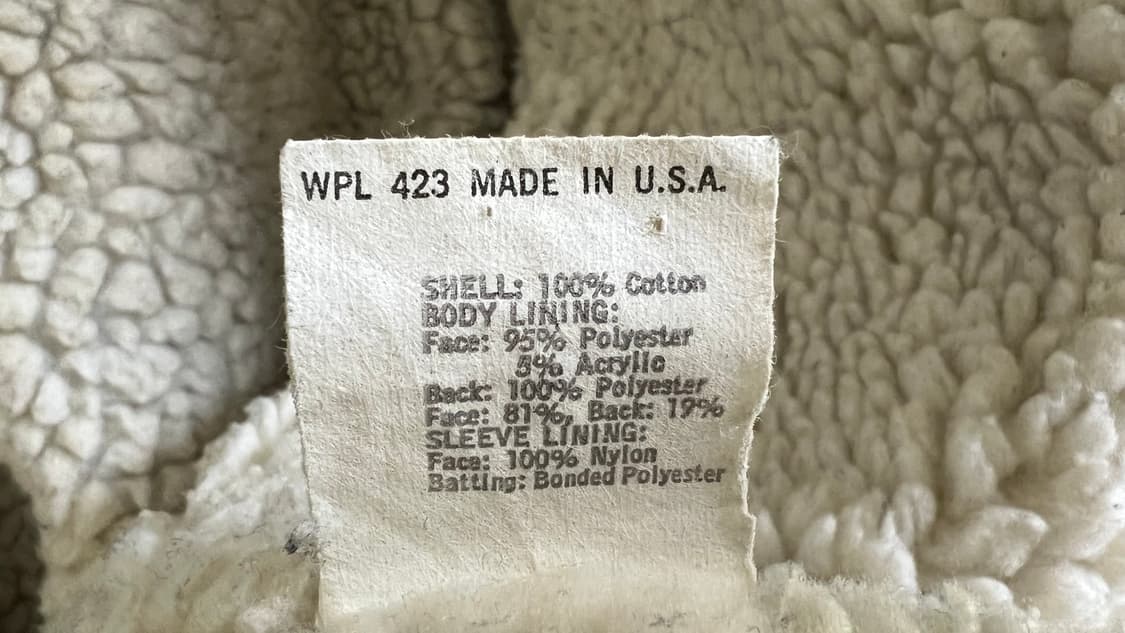 WPL 423 MADE IN U.S.A.
SHELL: 100% Cotton
BODY LINING:
Face: 95% Polyester
5% Acrylic
Back: 100% Polyester
Face: 81%, Back: 19%
SLEEVE LINING:
Face: 100% Nylon
Batting: Bonded Polyester